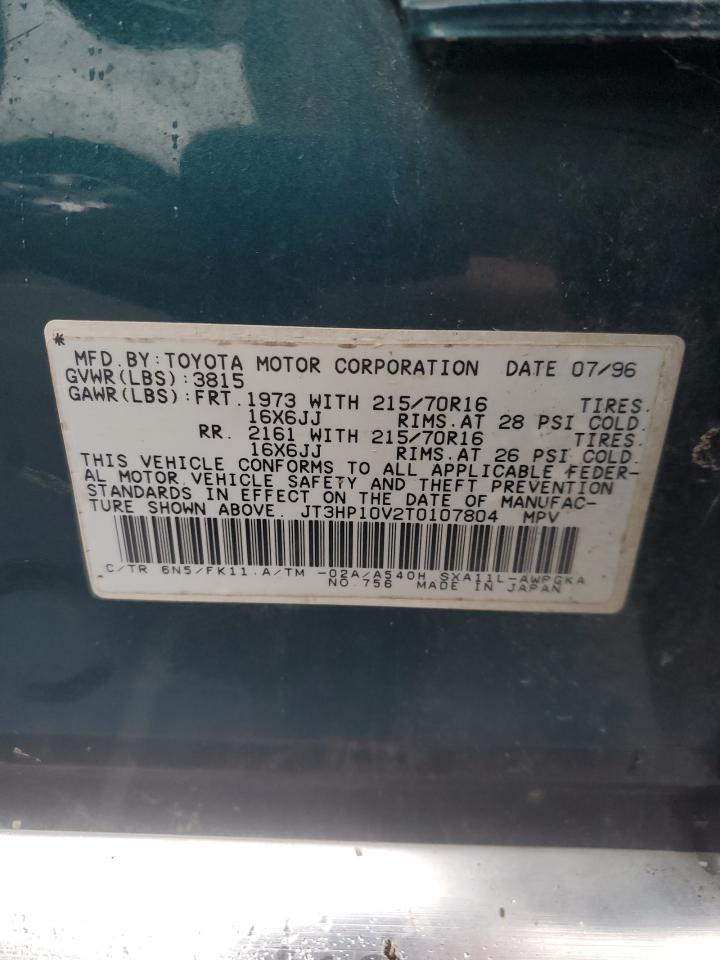 *
MFD.BY:TOYOTA MOTOR CORPORATION DATE 07/96
GVWR(LBS):3815
GAWR(LBS):FRT.1973 WITH 215/70R16 TIRES.
16X6JJ RIMS.AT 28 PSI COLD.
RR. 2161 WITH 215/70R16 TIRES.
16X6JJ RIMS.AT 26 PSI COLD.
THIS VEHICLE CONFORMS TO ALL APPLICABLE FEDER-
AL MOTOR VEHICLE SAFETY AND THEFT PREVENTION
STANDARDS IN EFFECT ON THE DATE OF MANUFAC-
TURE SHOWN ABOVE. JT3HP10V2T0107804 MPV
C/TR 6N5/FK11.A/TM -02A/A540H SXA11L-AWPGKA
NO.756 MADE IN JAPAN